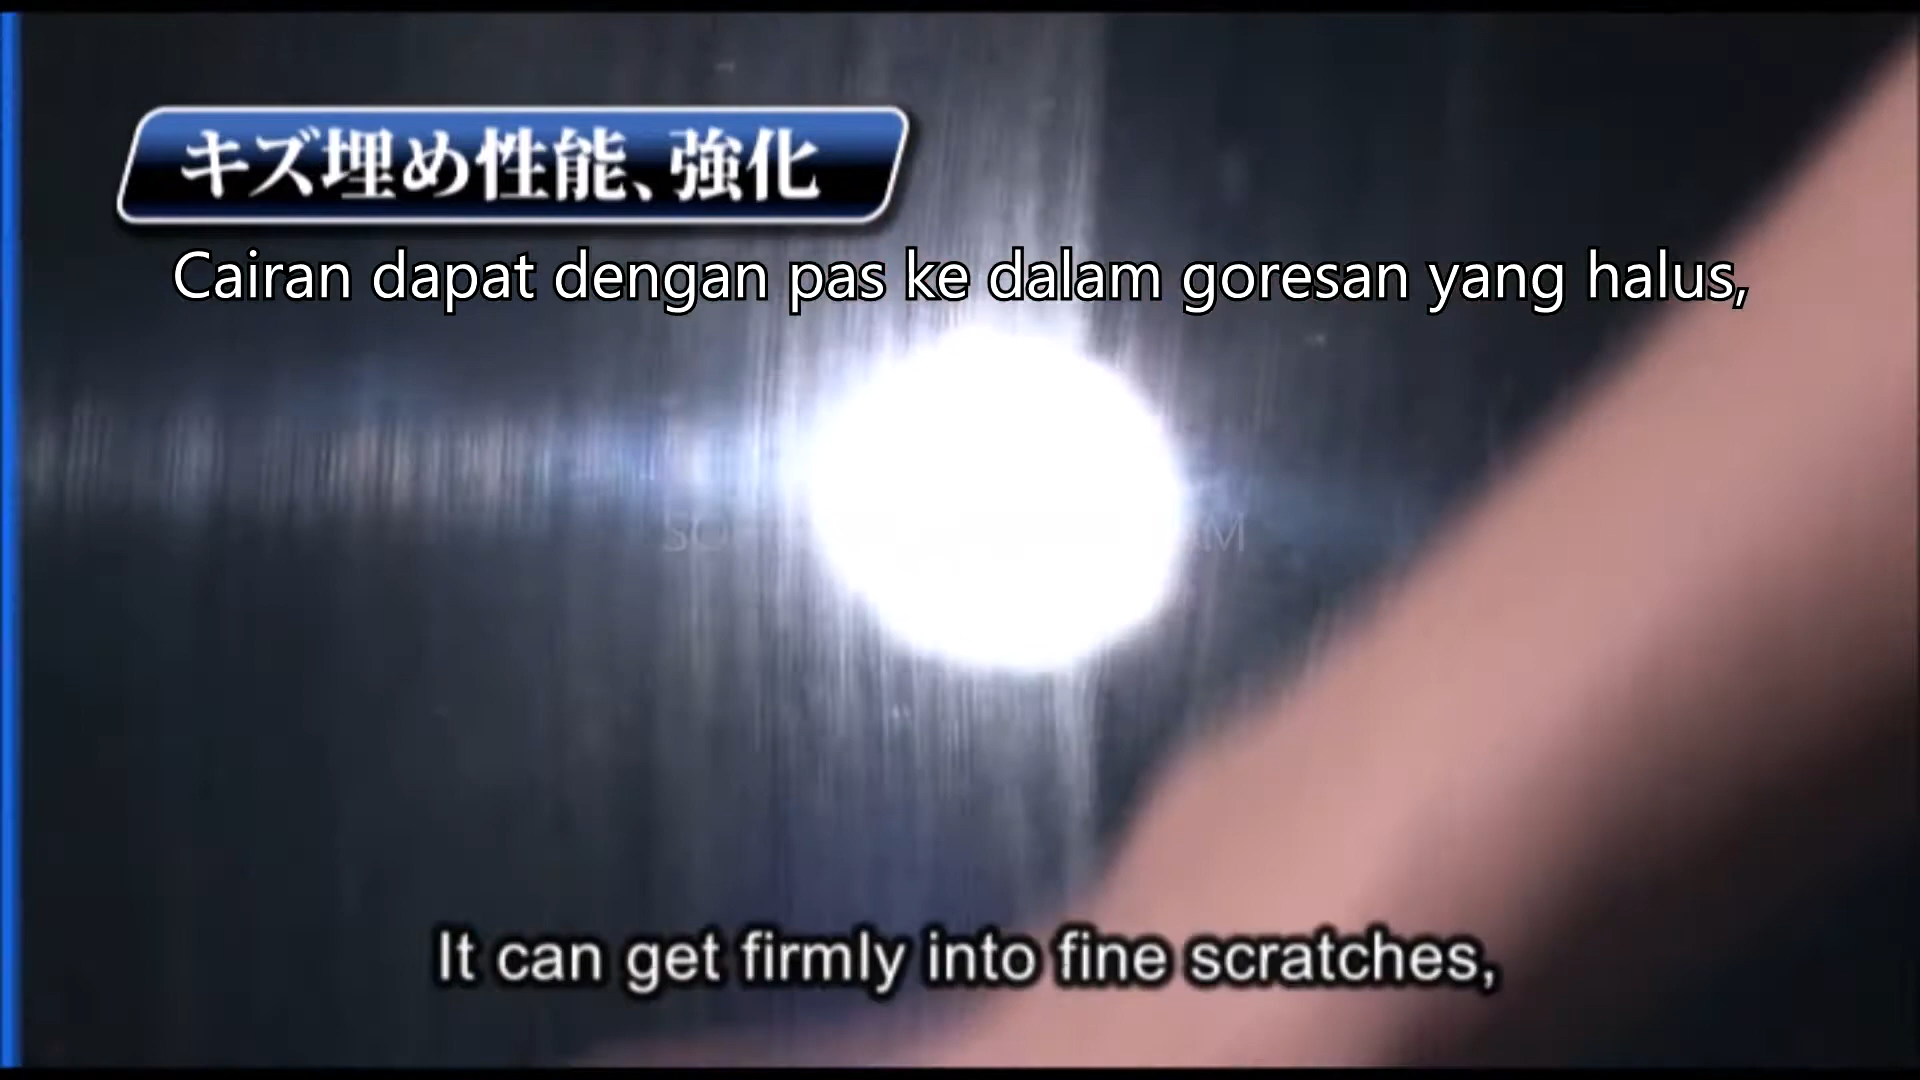 キズ埋め性能、強化
Cairan dapat dengan pas ke dalam goresan yang halus,
It can get firmly into fine scratches,